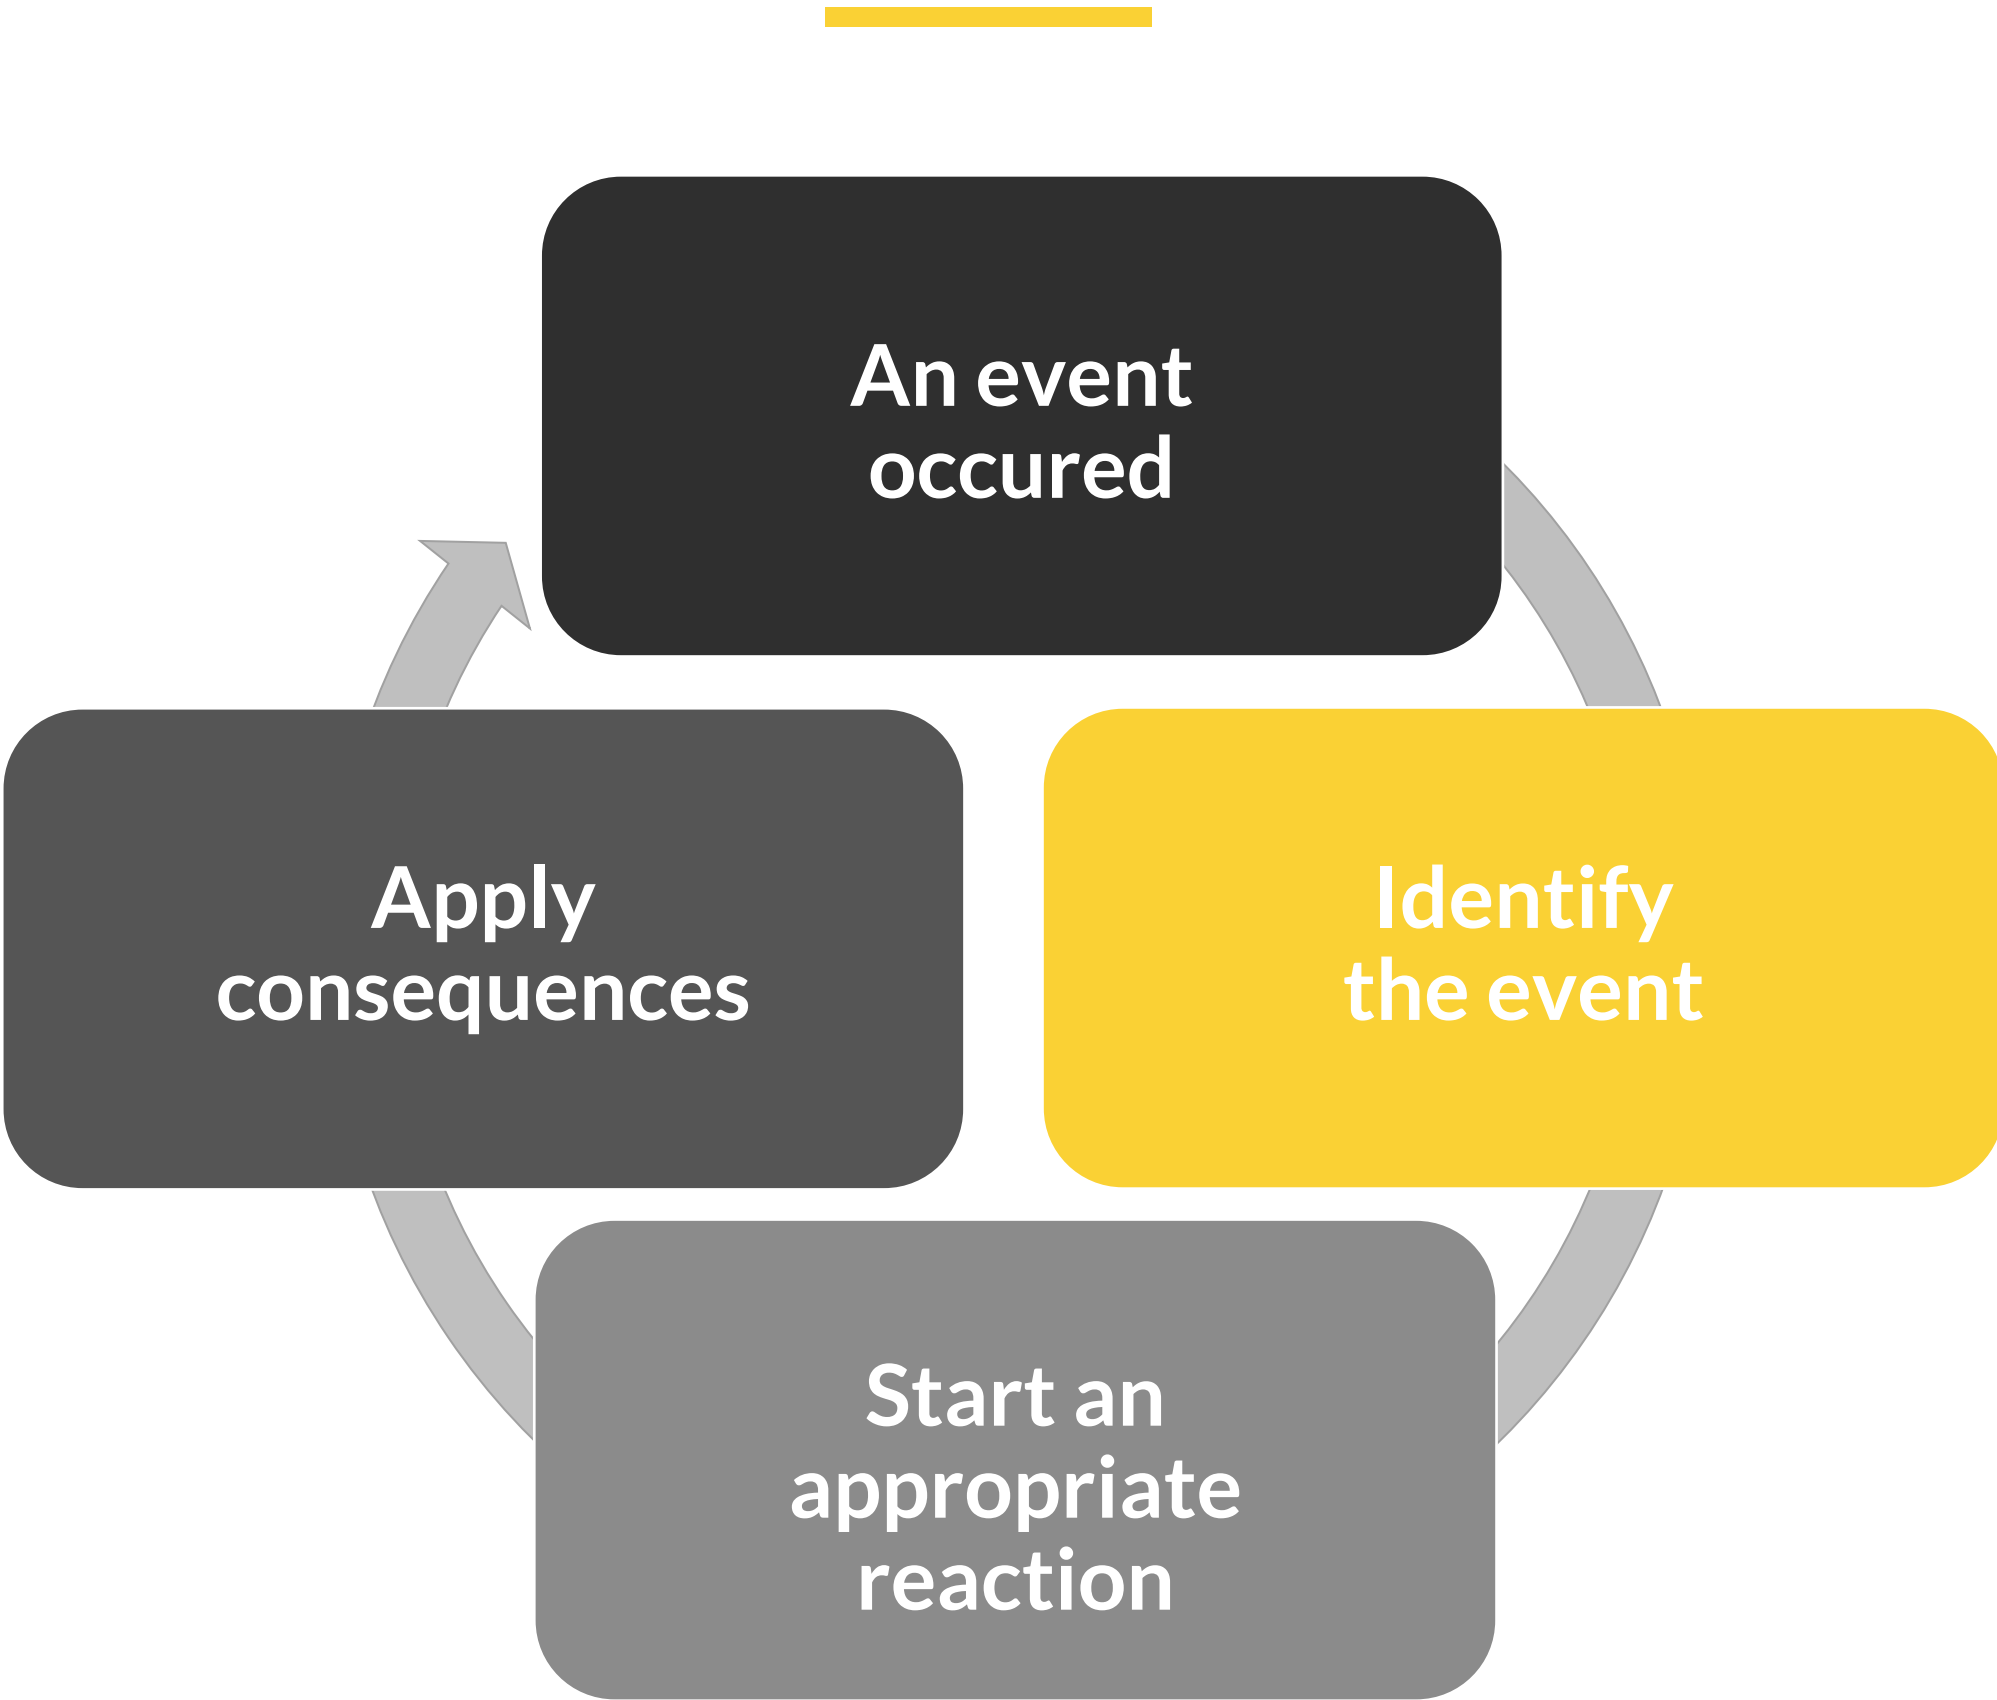 An event
occured
Identify
the event
Start an
appropriate
reaction
Apply
consequences